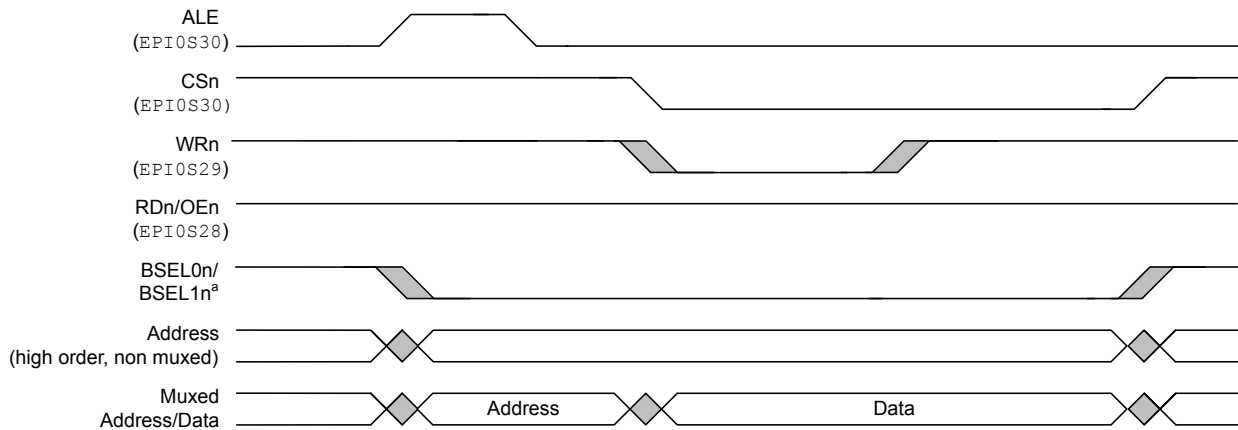 ALE
(EPI0S30)
CSn
(EPI0S30)
WRn
(EPI0S29)
RDn/OEn
(EPI0S28)
BSEL0n/
BSEL1nᵃ
Address
(high order, non muxed)
Muxed
Address/Data
Address
Data